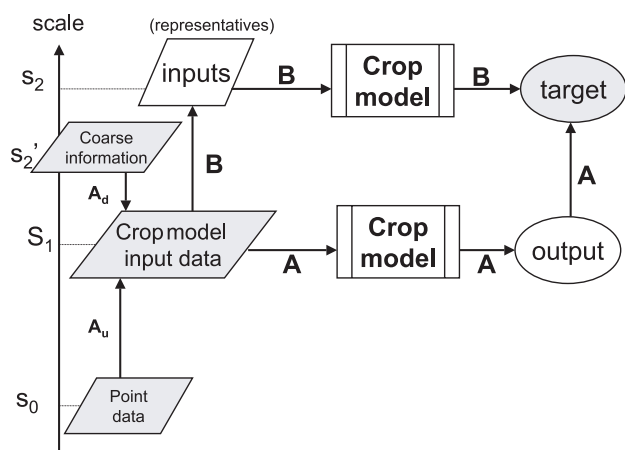 scale
(representatives)
s2
inputs
B
Crop
model
B
target
s2'
Coarse
information
Ad
B
A
S1
Crop model
input data
A
Crop
model
A
output
Au
s0
Point
data